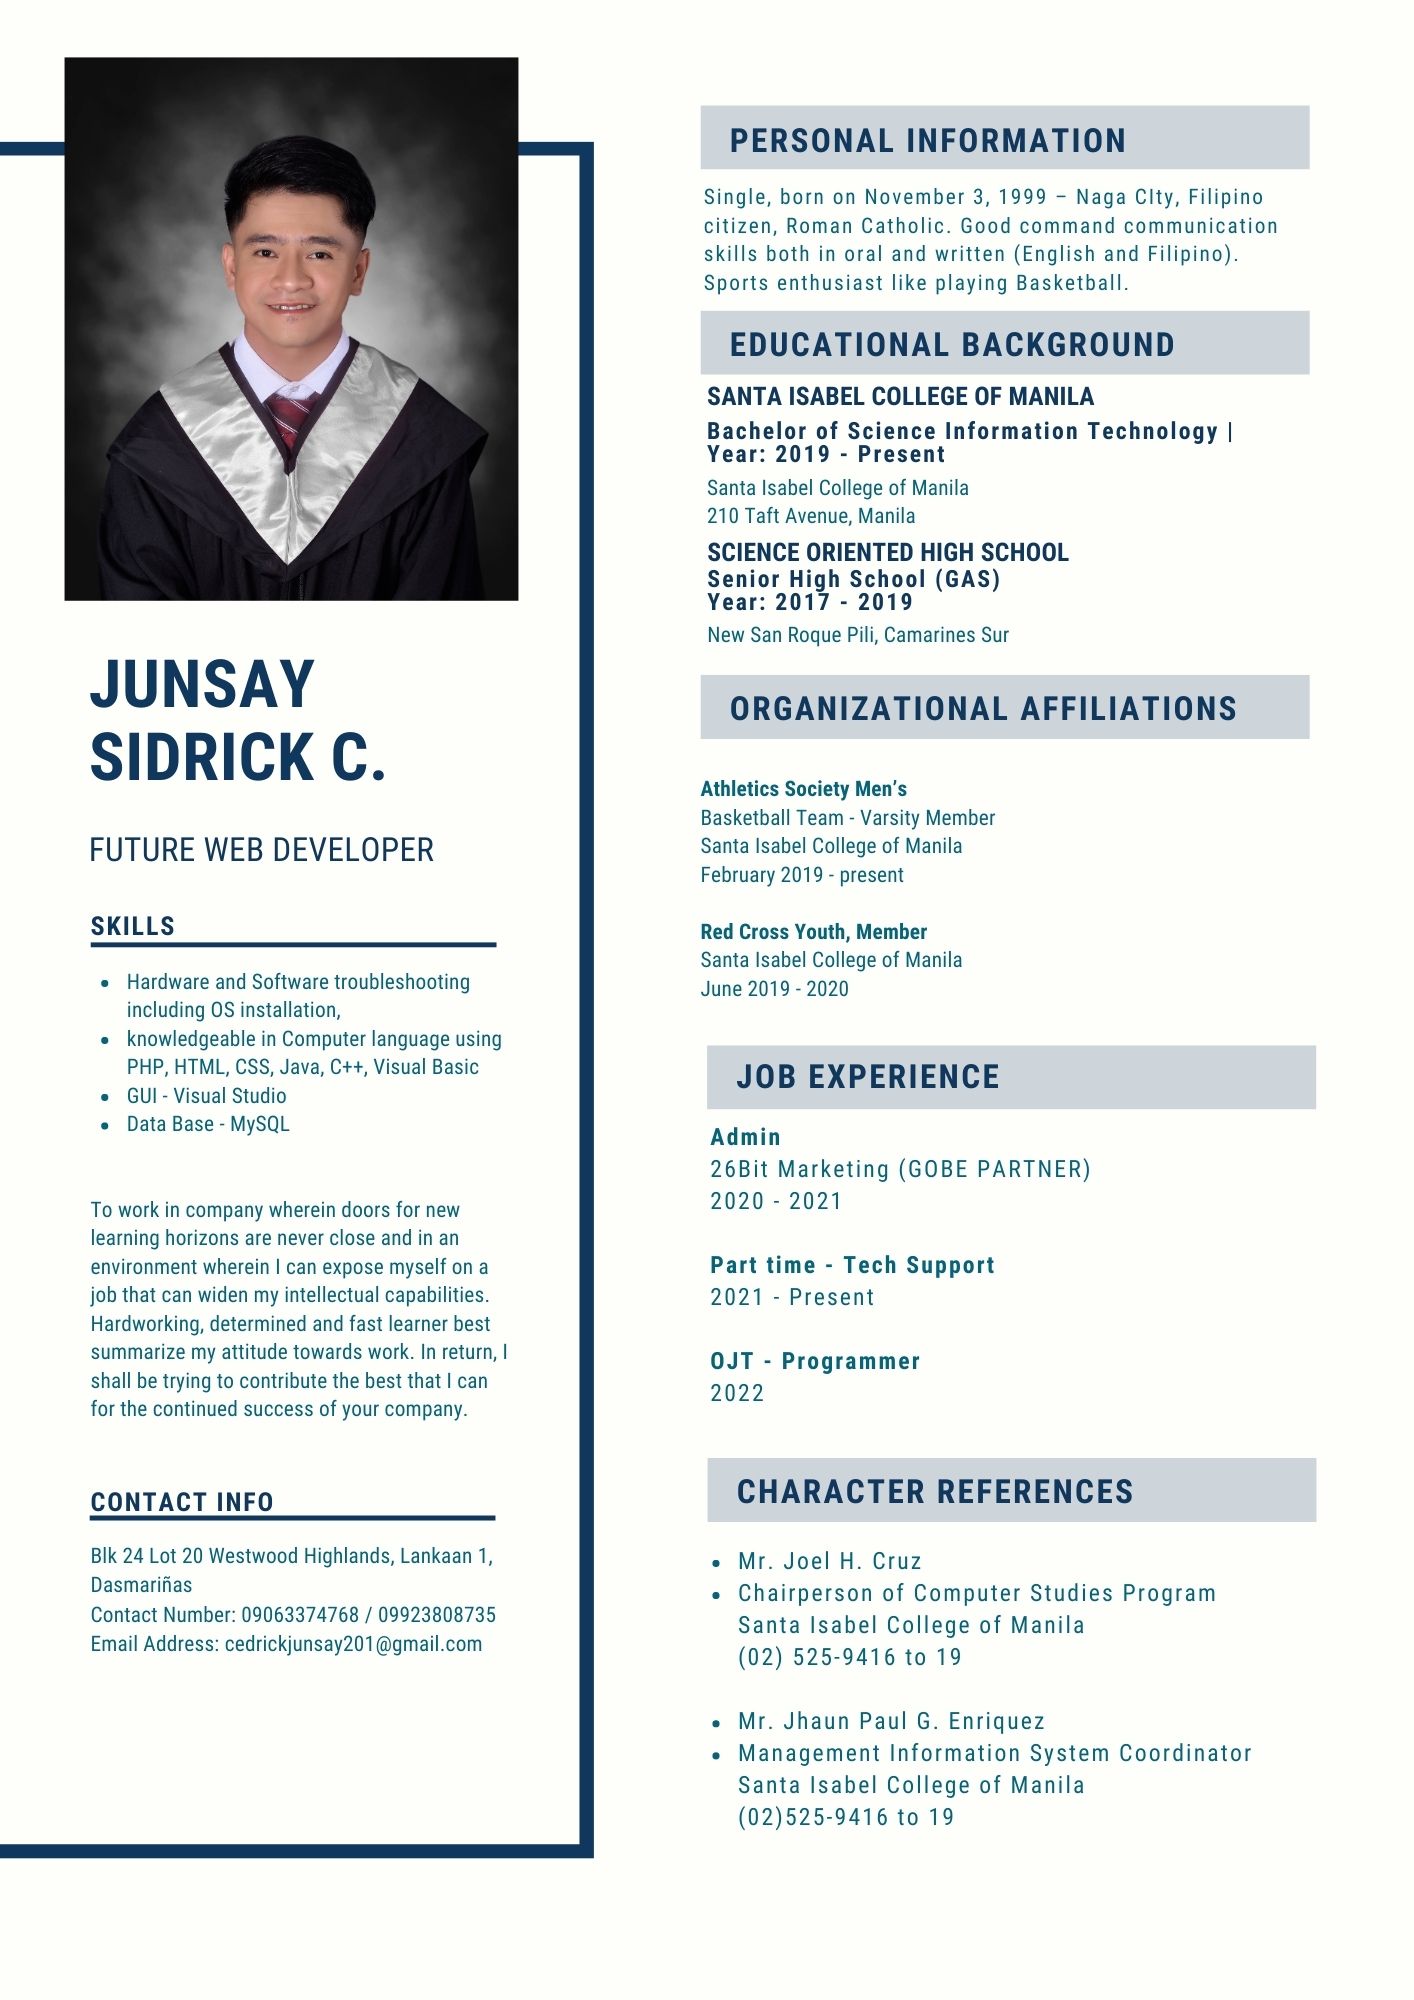 JUNSAY
SIDRICK C.
FUTURE WEB DEVELOPER
SKILLS
• Hardware and Software troubleshooting
including OS installation,
• knowledgeable in Computer language using
PHP, HTML, CSS, Java, C++, Visual Basic
• GUI - Visual Studio
• Data Base - MySQL
To work in company wherein doors for new
learning horizons are never close and in an
environment wherein I can expose myself on a
job that can widen my intellectual capabilities.
Hardworking, determined and fast learner best
summarize my attitude towards work. In return, I
shall be trying to contribute the best that I can
for the continued success of your company.
CONTACT INFO
Blk 24 Lot 20 Westwood Highlands, Lankaan 1,
Dasmariñas
Contact Number: 09063374768 / 09923808735
Email Address: cedrickjunsay201@gmail.com
PERSONAL INFORMATION
Single, born on November 3, 1999 – Naga CIty, Filipino
citizen, Roman Catholic. Good command communication
skills both in oral and written (English and Filipino).
Sports enthusiast like playing Basketball.
EDUCATIONAL BACKGROUND
SANTA ISABEL COLLEGE OF MANILA
Bachelor of Science Information Technology |
Year: 2019 - Present
Santa Isabel College of Manila
210 Taft Avenue, Manila
SCIENCE ORIENTED HIGH SCHOOL
Senior High School (GAS)
Year: 2017 - 2019
New San Roque Pili, Camarines Sur
ORGANIZATIONAL AFFILIATIONS
Athletics Society Men’s
Basketball Team - Varsity Member
Santa Isabel College of Manila
February 2019 - present
Red Cross Youth, Member
Santa Isabel College of Manila
June 2019 - 2020
JOB EXPERIENCE
Admin
26Bit Marketing (GOBE PARTNER)
2020 - 2021
Part time - Tech Support
2021 - Present
OJT - Programmer
2022
CHARACTER REFERENCES
• Mr. Joel H. Cruz
• Chairperson of Computer Studies Program
Santa Isabel College of Manila
(02) 525-9416 to 19
• Mr. Jhaun Paul G. Enriquez
• Management Information System Coordinator
Santa Isabel College of Manila
(02)525-9416 to 19